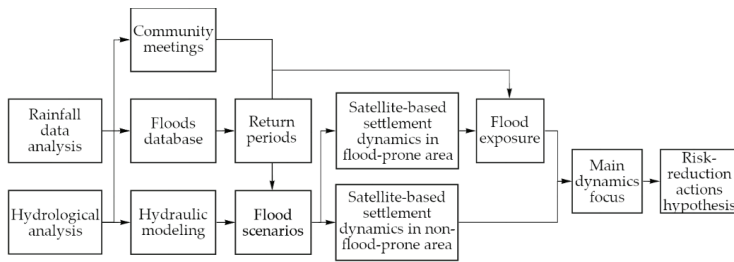 Community
meetings
Rainfall
data
analysis
Floods
database
Return
periods
Satellite-based
settlement
dynamics in
flood-prone area
Flood
exposure
Hydrological
analysis
Hydraulic
modeling
Flood
scenarios
Satellite-based
settlement
dynamics in non-
flood-prone area
Main
dynamics
focus
Risk-
reduction
actions
hypothesis